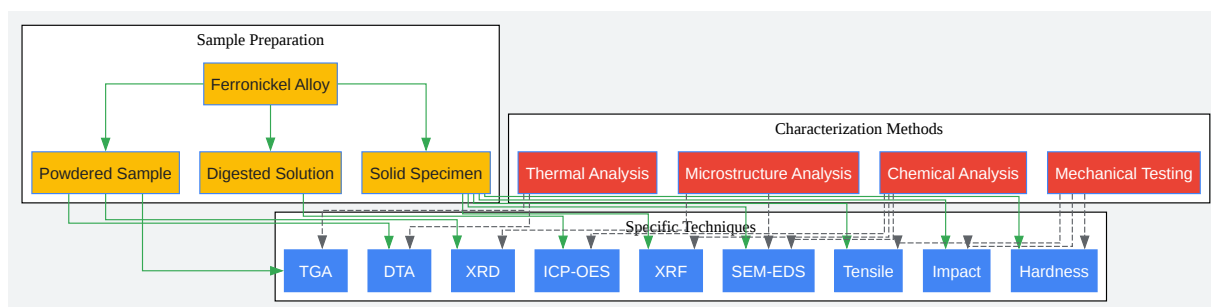 Sample Preparation
Ferronickel Alloy
Characterization Methods
Powdered Sample
Digested Solution
Solid Specimen
Thermal Analysis
Microstructure Analysis
Chemical Analysis
Mechanical Testing
Specific Techniques
TGA
DTA
XRD
ICP-OES
XRF
SEM-EDS
Tensile
Impact
Hardness